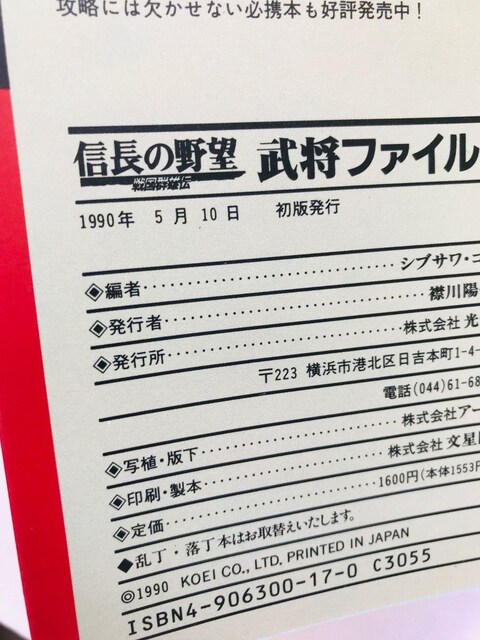 攻略には欠かせない必携本も好評発売中！
信長の野望 武将ファイル
戦国群雄伝
1990年 5月10日 初版発行
◈編者 シブサワ・コ
◈発行者 襟川陽
◈発行所 株式会社 光
〒223 横浜市港北区日吉本町1-4-
電話(044)61-68
◈写植・版下 株式会社アー
◈印刷・製本 株式会社 文星
◈定価 1600円(本体1553円
◆乱丁・落丁本はお取替えいたします。
©1990 KOEI CO., LTD. PRINTED IN JAPAN
ISBN4-906300-17-0 C3055